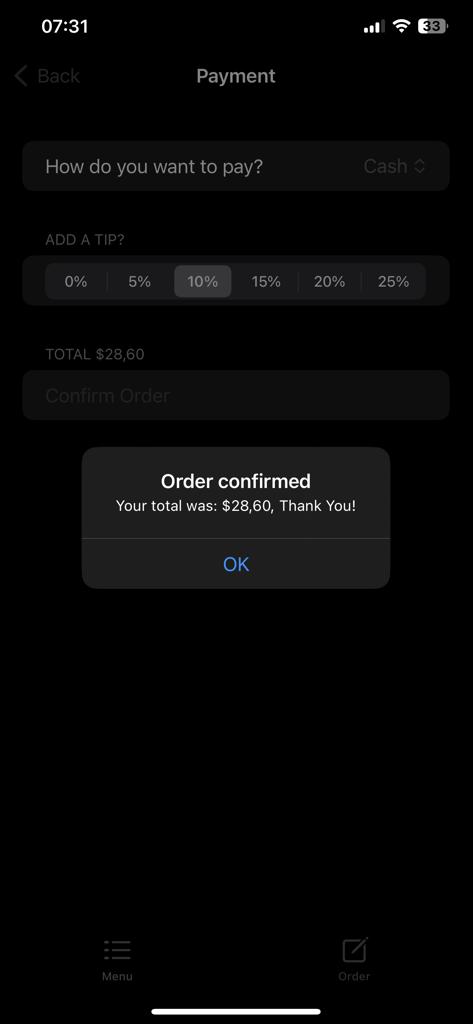 07:31
33
Back
Payment
How do you want to pay?
Cash
ADD A TIP?
0% 5% 10% 15% 20% 25%
TOTAL $28,60
Confirm Order
Order confirmed
Your total was: $28,60, Thank You!
OK
Menu
Order